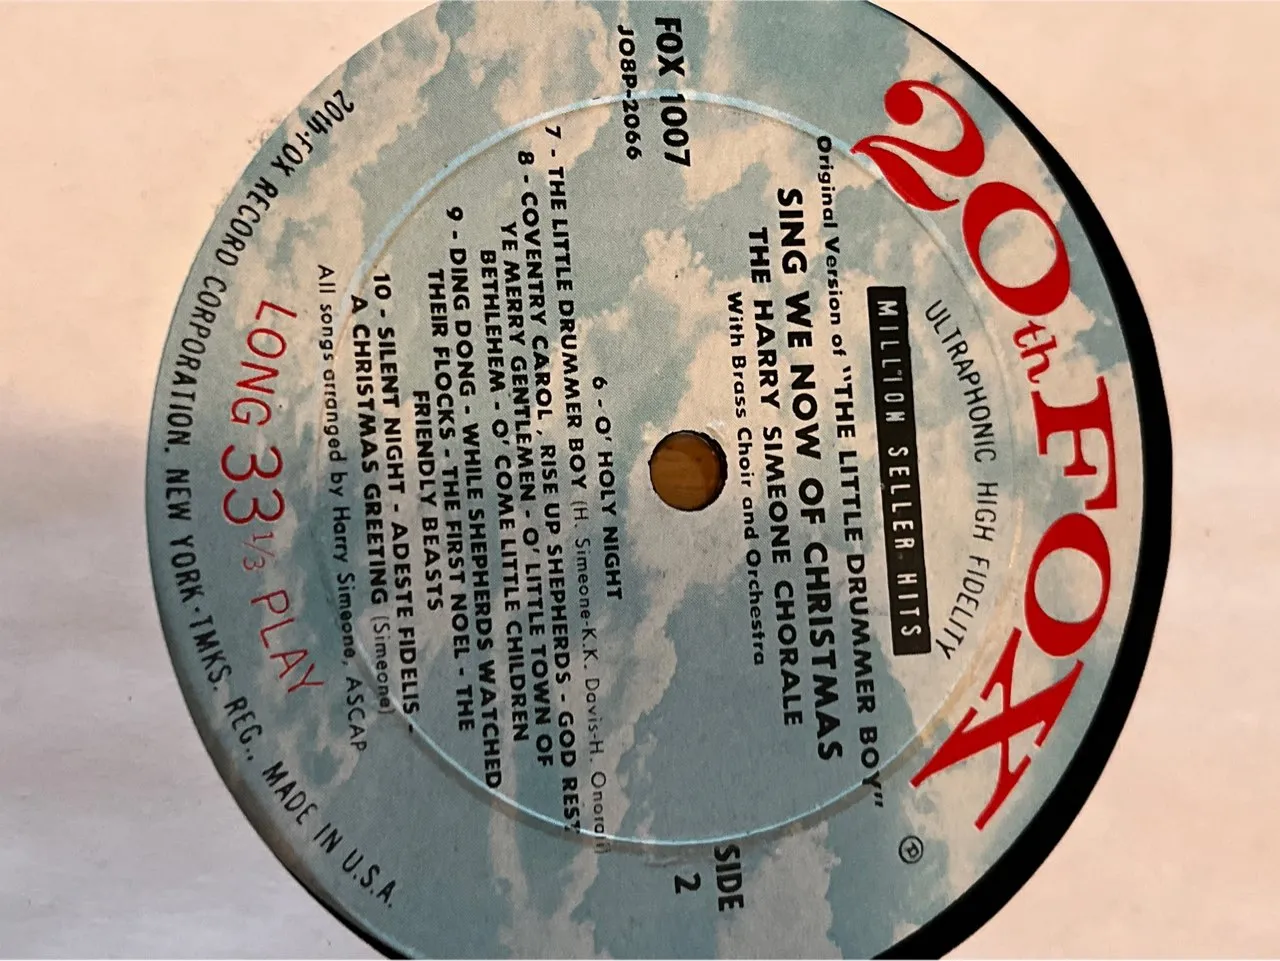 20th FOX
ULTRAPHONIC HIGH FIDELITY
MILLION SELLER HITS
Original Version of "THE LITTLE DRUMMER BOY"
SING WE NOW OF CHRISTMAS
THE HARRY SIMEONE CHORALE
With Brass Choir and Orchestra
FOX 1007
JO8P-2066
SIDE
2
6 - O' HOLY NIGHT
7 - THE LITTLE DRUMMER BOY (H. Simeone-K.K. Davis-H. Onorati)
8 - COVENTRY CAROL, RISE UP SHEPHERDS - GOD REST
YE MERRY GENTLEMEN - O' LITTLE TOWN OF
BETHLEHEM - O' COME LITTLE CHILDREN
9 - DING DONG - WHILE SHEPHERDS WATCHED
THEIR FLOCKS - THE FIRST NOEL - THE
FRIENDLY BEASTS
10 - SILENT NIGHT - ADESTE FIDELIS -
A CHRISTMAS GREETING (Simeone)
All songs arranged by Harry Simeone, ASCAP
LONG 33 1/3 PLAY
20th-FOX RECORD CORPORATION. NEW YORK · TMKS. REG., MADE IN U.S.A.
Ⓟ